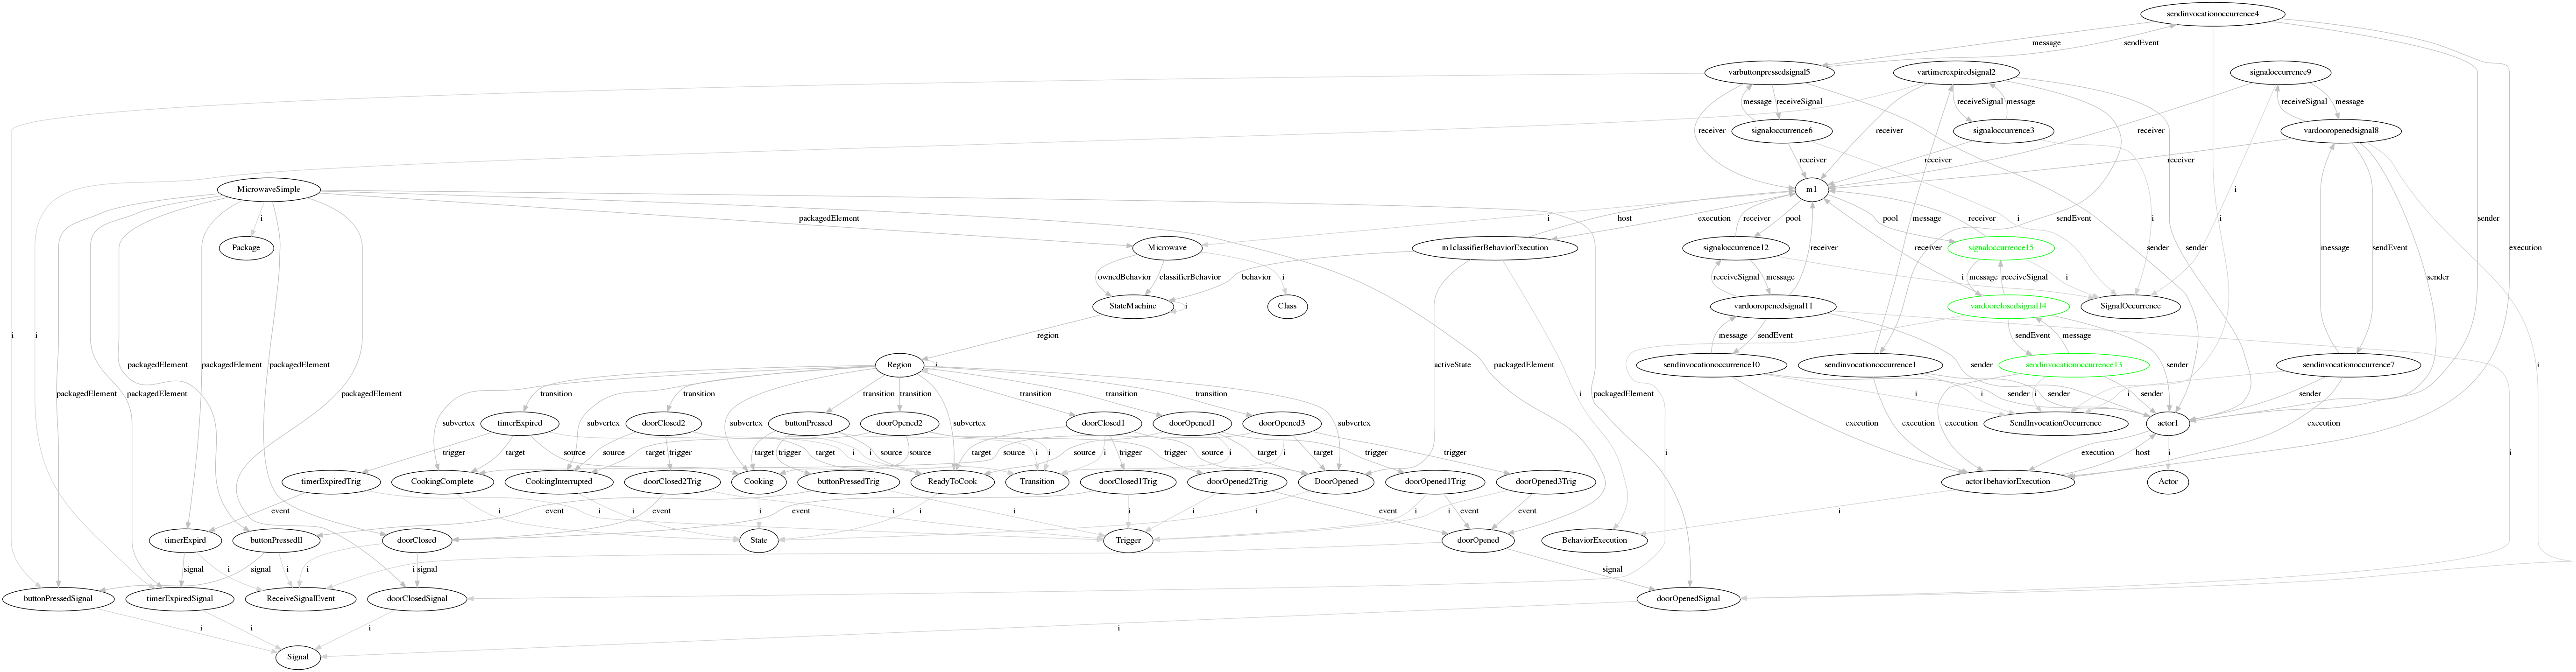 sendinvocationoccurrence4
message
sendEvent
varbuttonpressedsignal5
vartimerexpiredsignal2
signaloccurrence9
message
receiveSignal
receiveSignal
message
receiveSignal
message
signaloccurrence6
signaloccurrence3
vardooropenedsignal8
receiver
receiver
receiver
receiver
receiver
receiver
MicrowaveSimple
m1
i
i
packagedElement
i
host
execution
receiver
pool
message
sendEvent
pool
receiver
i
i
sender
sender
sender
Package
Microwave
m1classifierBehaviorExecution
signaloccurrence12
receiver
signaloccurrence15
message
sendEvent
execution
ownedBehavior
classifierBehavior
i
behavior
receiveSignal
message
receiver
message
receiveSignal
i
i
sender
StateMachine
i
Class
vardooropenedsignal11
vardoorclosedsignal14
SignalOccurrence
i
i
region
message
sendEvent
sendEvent
message
packagedElement
packagedElement
packagedElement
packagedElement
packagedElement
Region
i
activeState
packagedElement
sendinvocationoccurrence10
sendinvocationoccurrence1
sender
sendinvocationoccurrence13
sender
sendinvocationoccurrence7
i
packagedElement
packagedElement
subvertex
transition
subvertex
transition
transition
transition
subvertex
transition
transition
transition
subvertex
i
packagedElement
i
i
sender
sender
i
sender
i
sender
timerExpired
doorClosed2
buttonPressed
doorOpened2
doorClosed1
doorOpened1
doorOpened3
execution
execution
execution
SendInvocationOccurrence
actor1
execution
trigger
target
source
source
trigger
target
trigger
source
target
source
i
i
i
i
target
i
trigger
source
i
trigger
target
i
source
target
trigger
trigger
execution
host
i
timerExpiredTrig
CookingComplete
CookingInterrupted
doorClosed2Trig
Cooking
buttonPressedTrig
ReadyToCook
Transition
doorClosed1Trig
doorOpened2Trig
DoorOpened
doorOpened1Trig
doorOpened3Trig
actor1behaviorExecution
Actor
event
i
i
event
i
event
i
i
i
event
i
i
i
event
i
event
i
event
i
timerExpird
buttonPressedll
doorClosed
State
Trigger
doorOpened
BehaviorExecution
i
signal
i
signal
i
i
signal
i
signal
buttonPressedSignal
timerExpiredSignal
ReceiveSignalEvent
doorClosedSignal
doorOpenedSignal
i
i
i
i
Signal